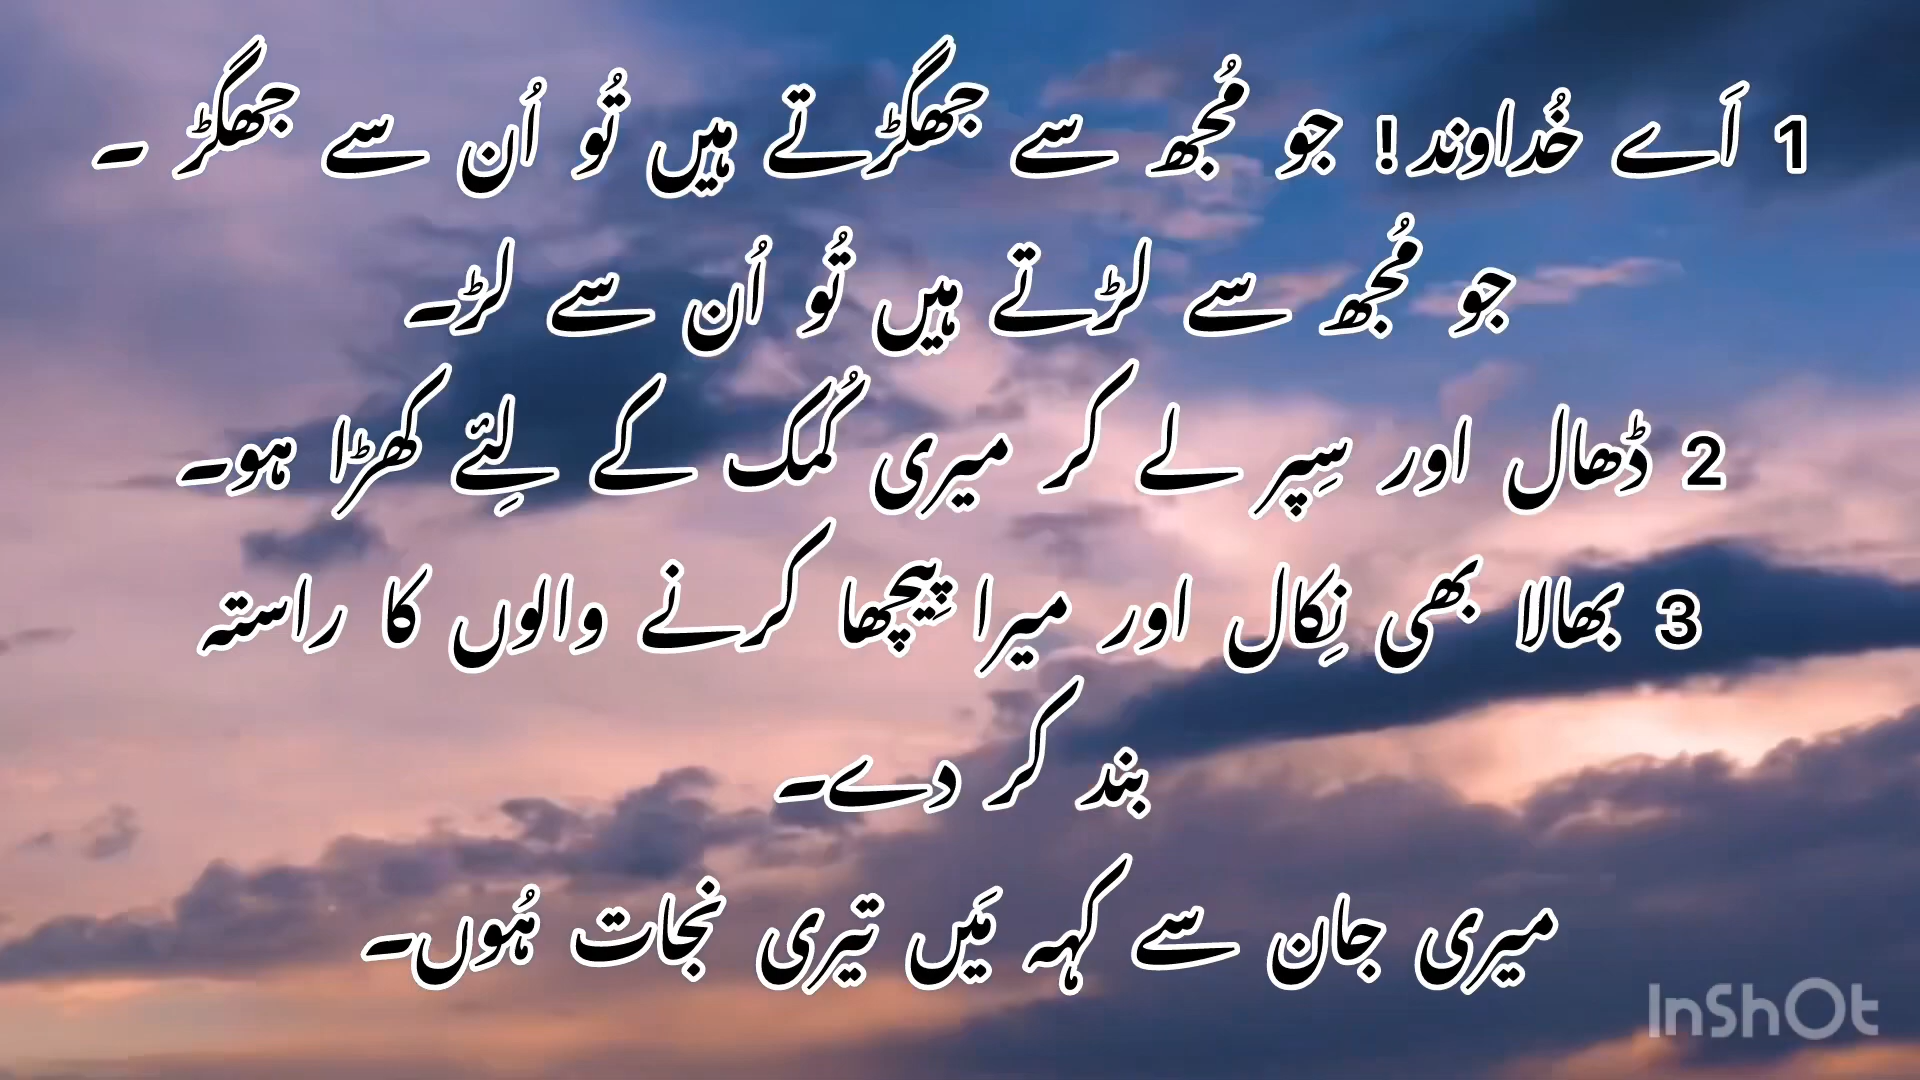 1 اَے خُداوند! جو مُجھ سے جھگڑتے ہیں تُو اُن سے جھگڑ ۔
جو مُجھ سے لڑتے ہیں تُو اُن سے لڑ۔
2 ڈھال اور سِپر لے کر میری کُمک کے لِئے کھڑا ہو۔
3 بھالا بھی نِکال اور میرا پِیچھا کرنے والوں کا راستہ
بند کر دے۔
میری جان سے کہہ مَیں تیری نجات ہُوں۔
InShOt